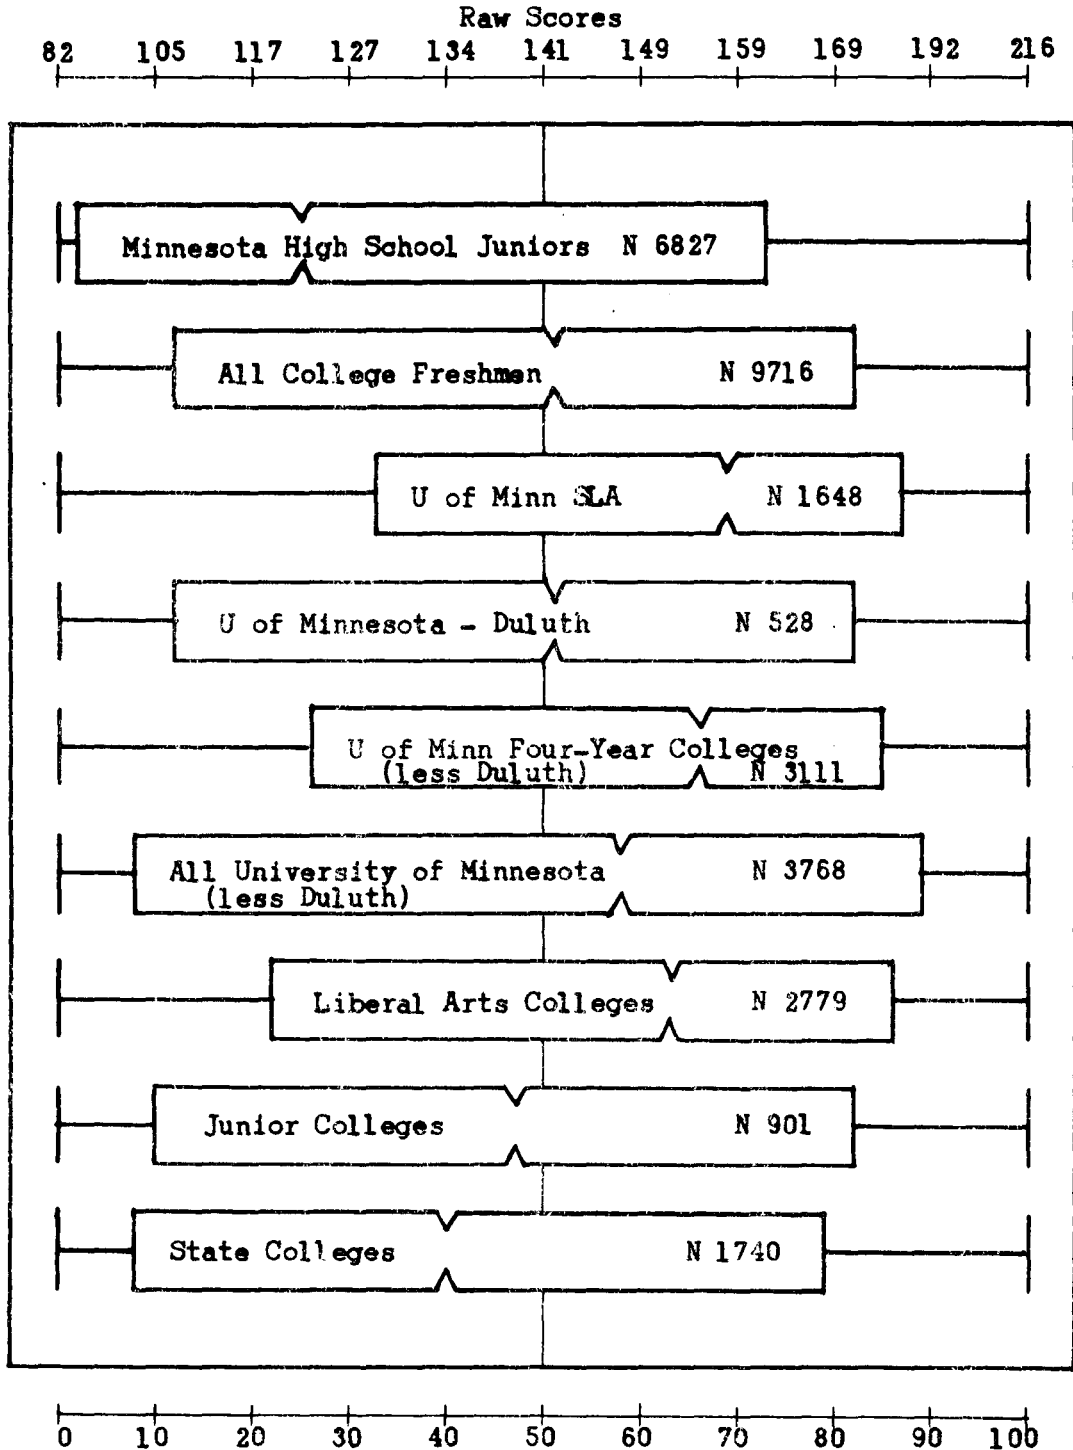 Raw Scores
82 105 117 127 134 141 149 159 169 192 216
Minnesota High School Juniors N 6827
All College Freshmen N 9716
U of Minn SLA N 1648
U of Minnesota - Duluth N 528
U of Minn Four-Year Colleges
(less Duluth) N 3111
All University of Minnesota N 3768
(less Duluth)
Liberal Arts Colleges N 2779
Junior Colleges N 901
State Colleges N 1740
0 10 20 30 40 50 60 70 80 90 100